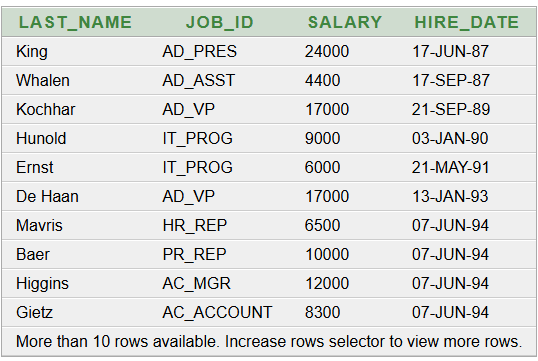 LAST_NAME JOB_ID SALARY HIRE_DATE
King AD_PRES 24000 17-JUN-87
Whalen AD_ASST 4400 17-SEP-87
Kochhar AD_VP 17000 21-SEP-89
Hunold IT_PROG 9000 03-JAN-90
Ernst IT_PROG 6000 21-MAY-91
De Haan AD_VP 17000 13-JAN-93
Mavris HR_REP 6500 07-JUN-94
Baer PR_REP 10000 07-JUN-94
Higgins AC_MGR 12000 07-JUN-94
Gietz AC_ACCOUNT 8300 07-JUN-94
More than 10 rows available. Increase rows selector to view more rows.